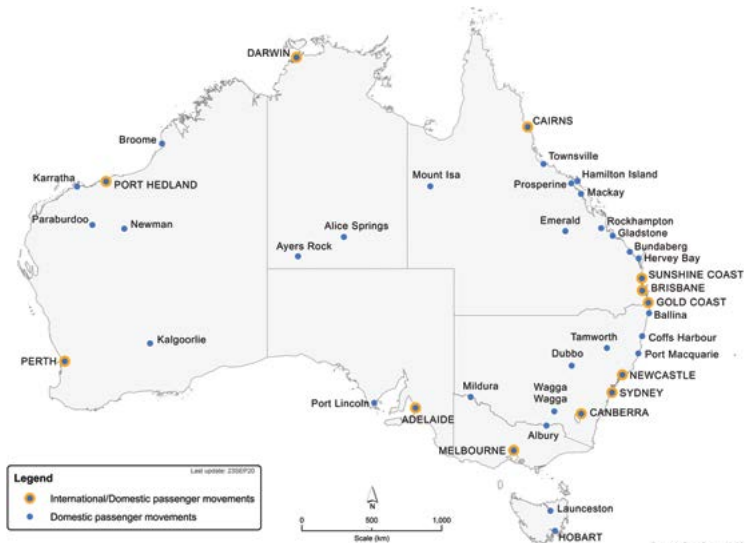 DARWIN
CAIRNS
Broome
Townsville
Hamilton Island
Karratha
PORT HEDLAND
Mount Isa
Prosperine
Mackay
Paraburdoo
Newman
Alice Springs
Emerald
Rockhampton
Gladstone
Ayers Rock
Bundaberg
Hervey Bay
SUNSHINE COAST
BRISBANE
GOLD COAST
Ballina
Kalgoorlie
Tamworth
Coffs Harbour
PERTH
Dubbo
Port Macquarie
NEWCASTLE
Mildura
Wagga
Wagga
SYDNEY
Port Lincoln
ADELAIDE
CANBERRA
Albury
MELBOURNE
Last update: 23SEP20
Legend
International/Domestic passenger movements
Domestic passenger movements
N
0 500 1,000
Scale (km)
Launceston
HOBART